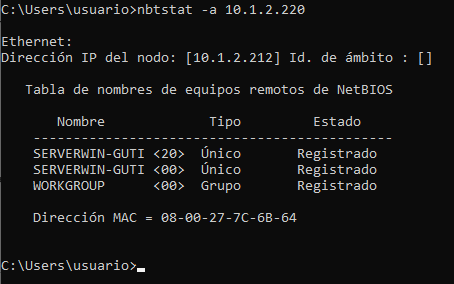 C:\Users\usuario>nbtstat -a 10.1.2.220
Ethernet:
Dirección IP del nodo: [10.1.2.212] Id. de ámbito : []
Tabla de nombres de equipos remotos de NetBIOS
Nombre Tipo Estado
---------------------------------------------
SERVERWIN-GUTI <20> Único Registrado
SERVERWIN-GUTI <00> Único Registrado
WORKGROUP <00> Grupo Registrado
Dirección MAC = 08-00-27-7C-6B-64
C:\Users\usuario>